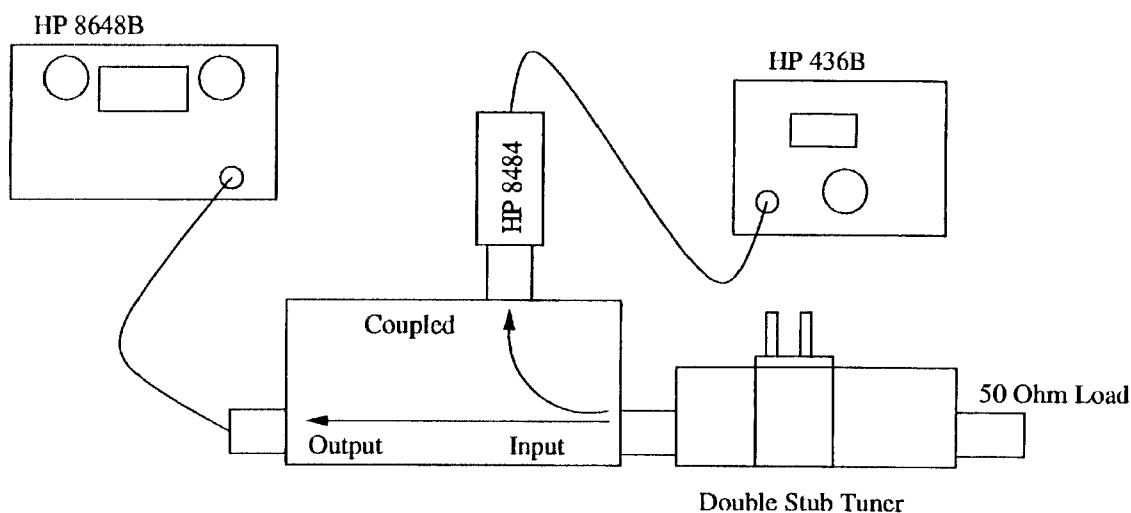 HP 8648B
HP 436B
HP 8484
Coupled
50 Ohm Load
Output
Input
Double Stub Tuner